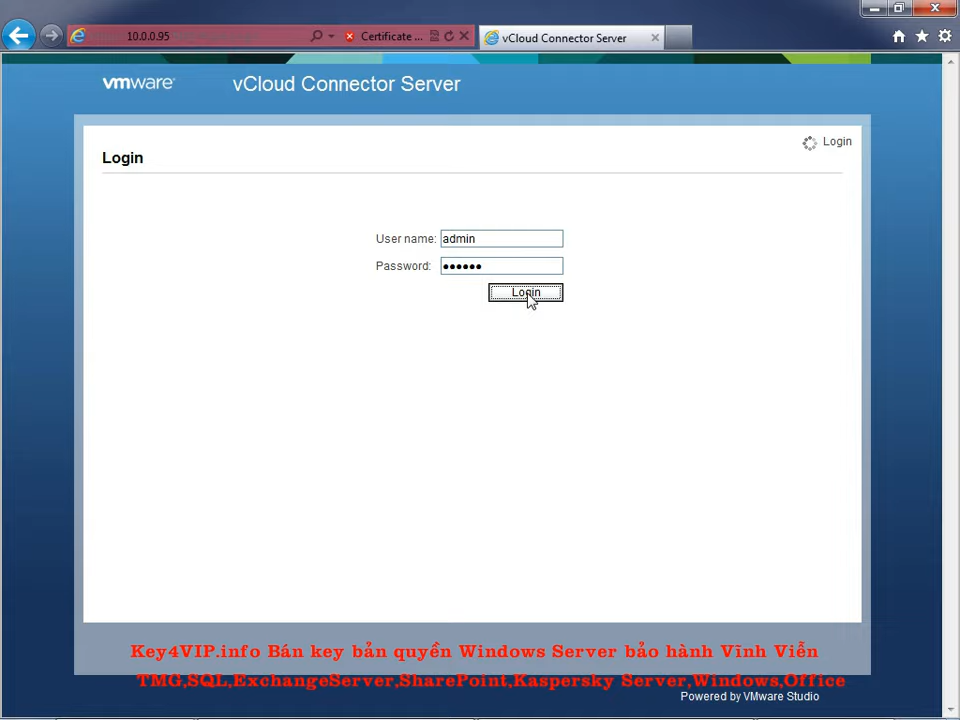 10.0.0.95
Certificate ...
vCloud Connector Server
vmware
vCloud Connector Server
Login
Login
User name: admin
Password: ●●●●●●
Login
Key4VIP.info Bán key bản quyền Windows Server bảo hành Vĩnh Viễn
TMG,SQL,ExchangeServer,SharePoint,Kaspersky Server,Windows,Office
Powered by VMware Studio